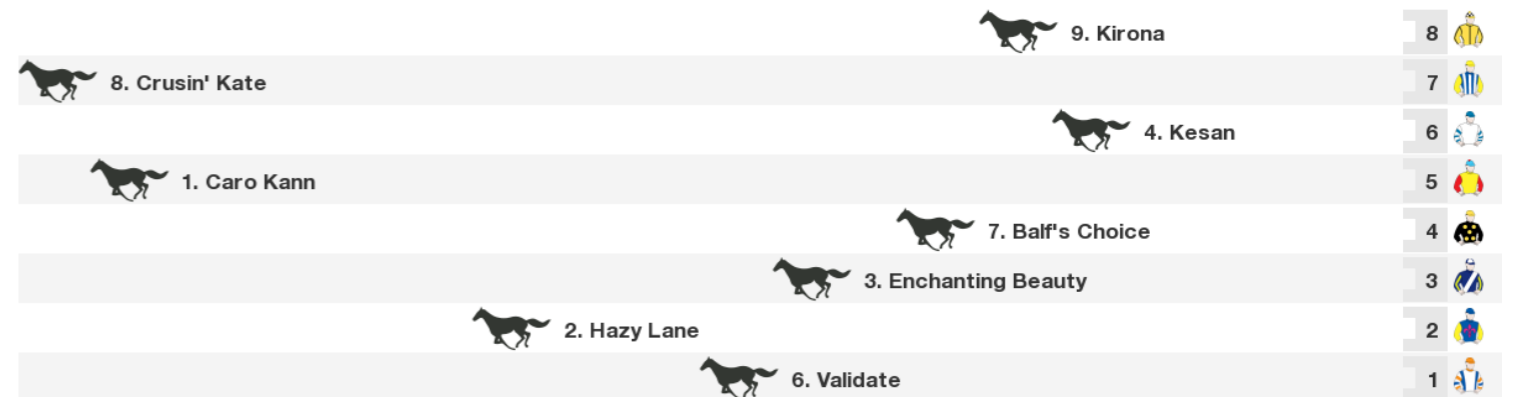 9. Kirona 8
8. Crusin' Kate 7
4. Kesan 6
1. Caro Kann 5
7. Balf's Choice 4
3. Enchanting Beauty 3
2. Hazy Lane 2
6. Validate 1